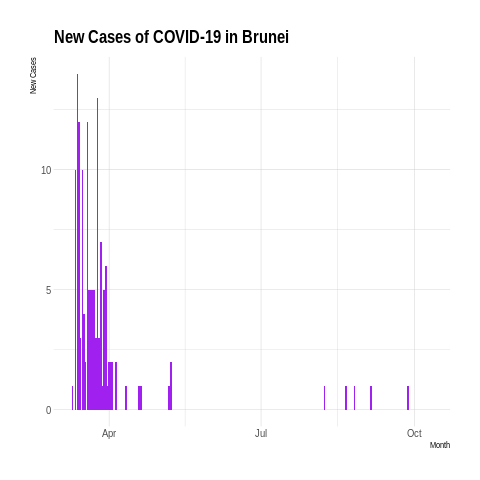 New Cases of COVID-19 in Brunei
New Cases
10
5
0
Apr
Jul
Oct
Month